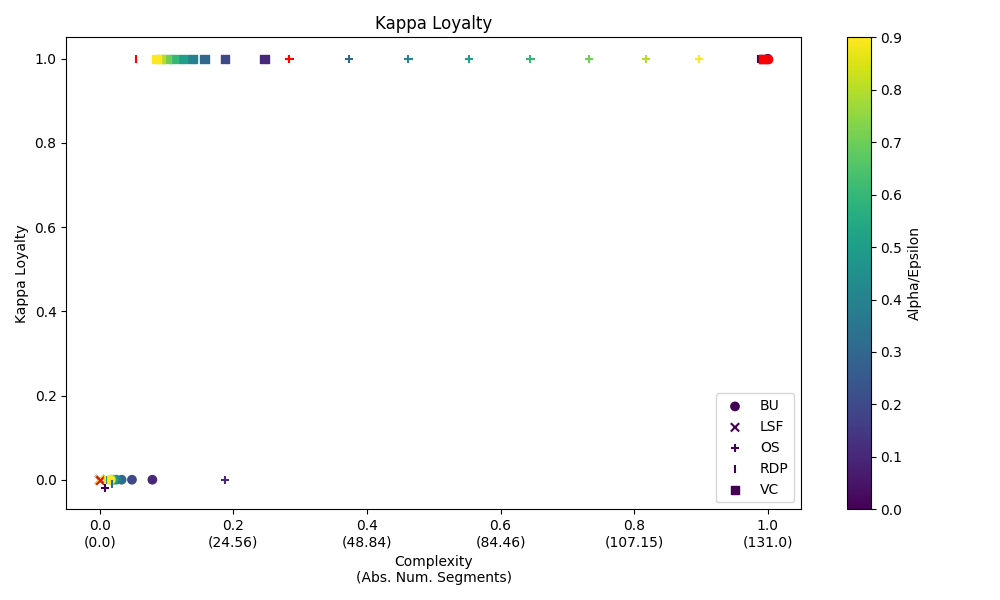 Kappa Loyalty
Kappa Loyalty
1.0
0.8
0.6
0.4
0.2
0.0
0.0
(0.0)
0.2
(24.56)
0.4
(48.84)
0.6
(84.46)
0.8
(107.15)
1.0
(131.0)
Complexity
(Abs. Num. Segments)
BU
LSF
OS
RDP
VC
0.9
0.8
0.7
0.6
0.5
0.4
0.3
0.2
0.1
0.0
Alpha/Epsilon